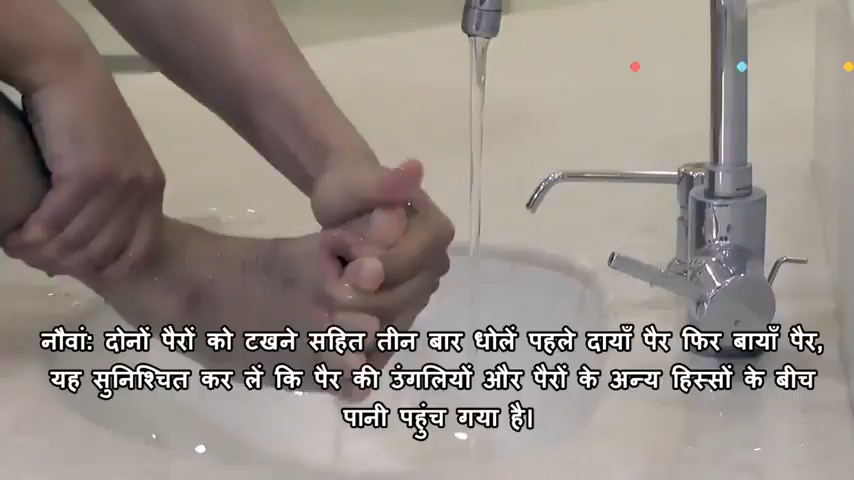 नौवां: दोनों पैरों को टखने सहित तीन बार धोलें पहले दायाँ पैर फिर बायाँ पैर,
यह सुनिश्चित कर लें कि पैर की उंगलियों और पैरों के अन्य हिस्सों के बीच
पानी पहुंच गया है।